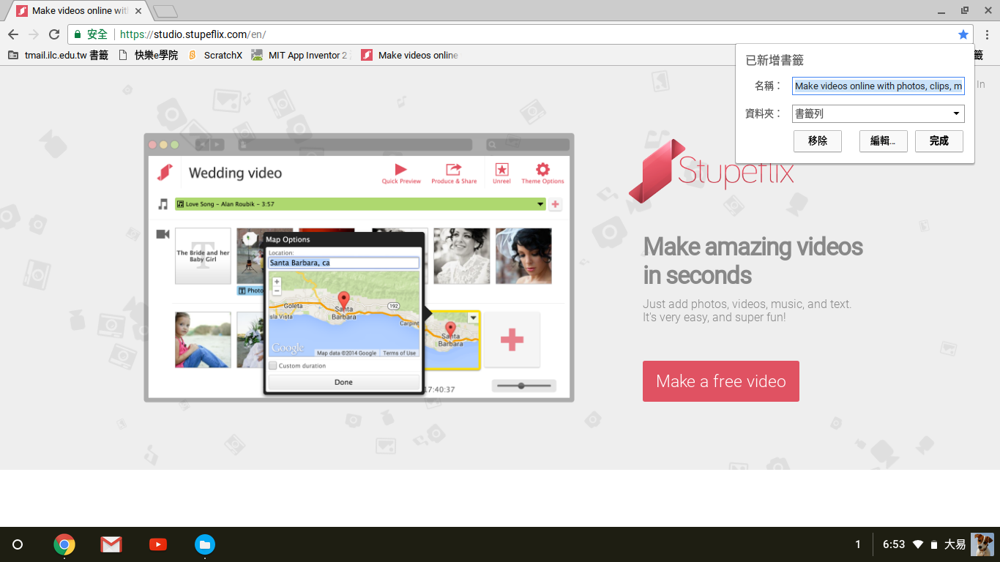 Make videos online wit
安全
https://studio.stupeflix.com/en/
tmail.ilc.edu.tw 書籤
快樂e學院
ScratchX
MIT App Inventor 2
Make videos online
籤
已新增書籤
名稱：
Make videos online with photos, clips, m
資料夾：
書籤列
移除
編輯...
完成
In
Wedding video
Quick Preview
Produce & Share
Unreel
Theme Options
Love Song – Alan Roubik – 3:57
The Bride and her
Baby Girl
T Photo
Map Options
Location:
Santa Barbara, ca
Goleta
sla Vista
Santa
Barbara
192
Carpint
Google
Map data ©2014 Google
Terms of Use
Custom duration
Done
Santa
Barbara
17:40:37
Stupeflix
Make amazing videos
in seconds
Just add photos, videos, music, and text.
It's very easy, and super fun!
Make a free video
1
6:53
大易